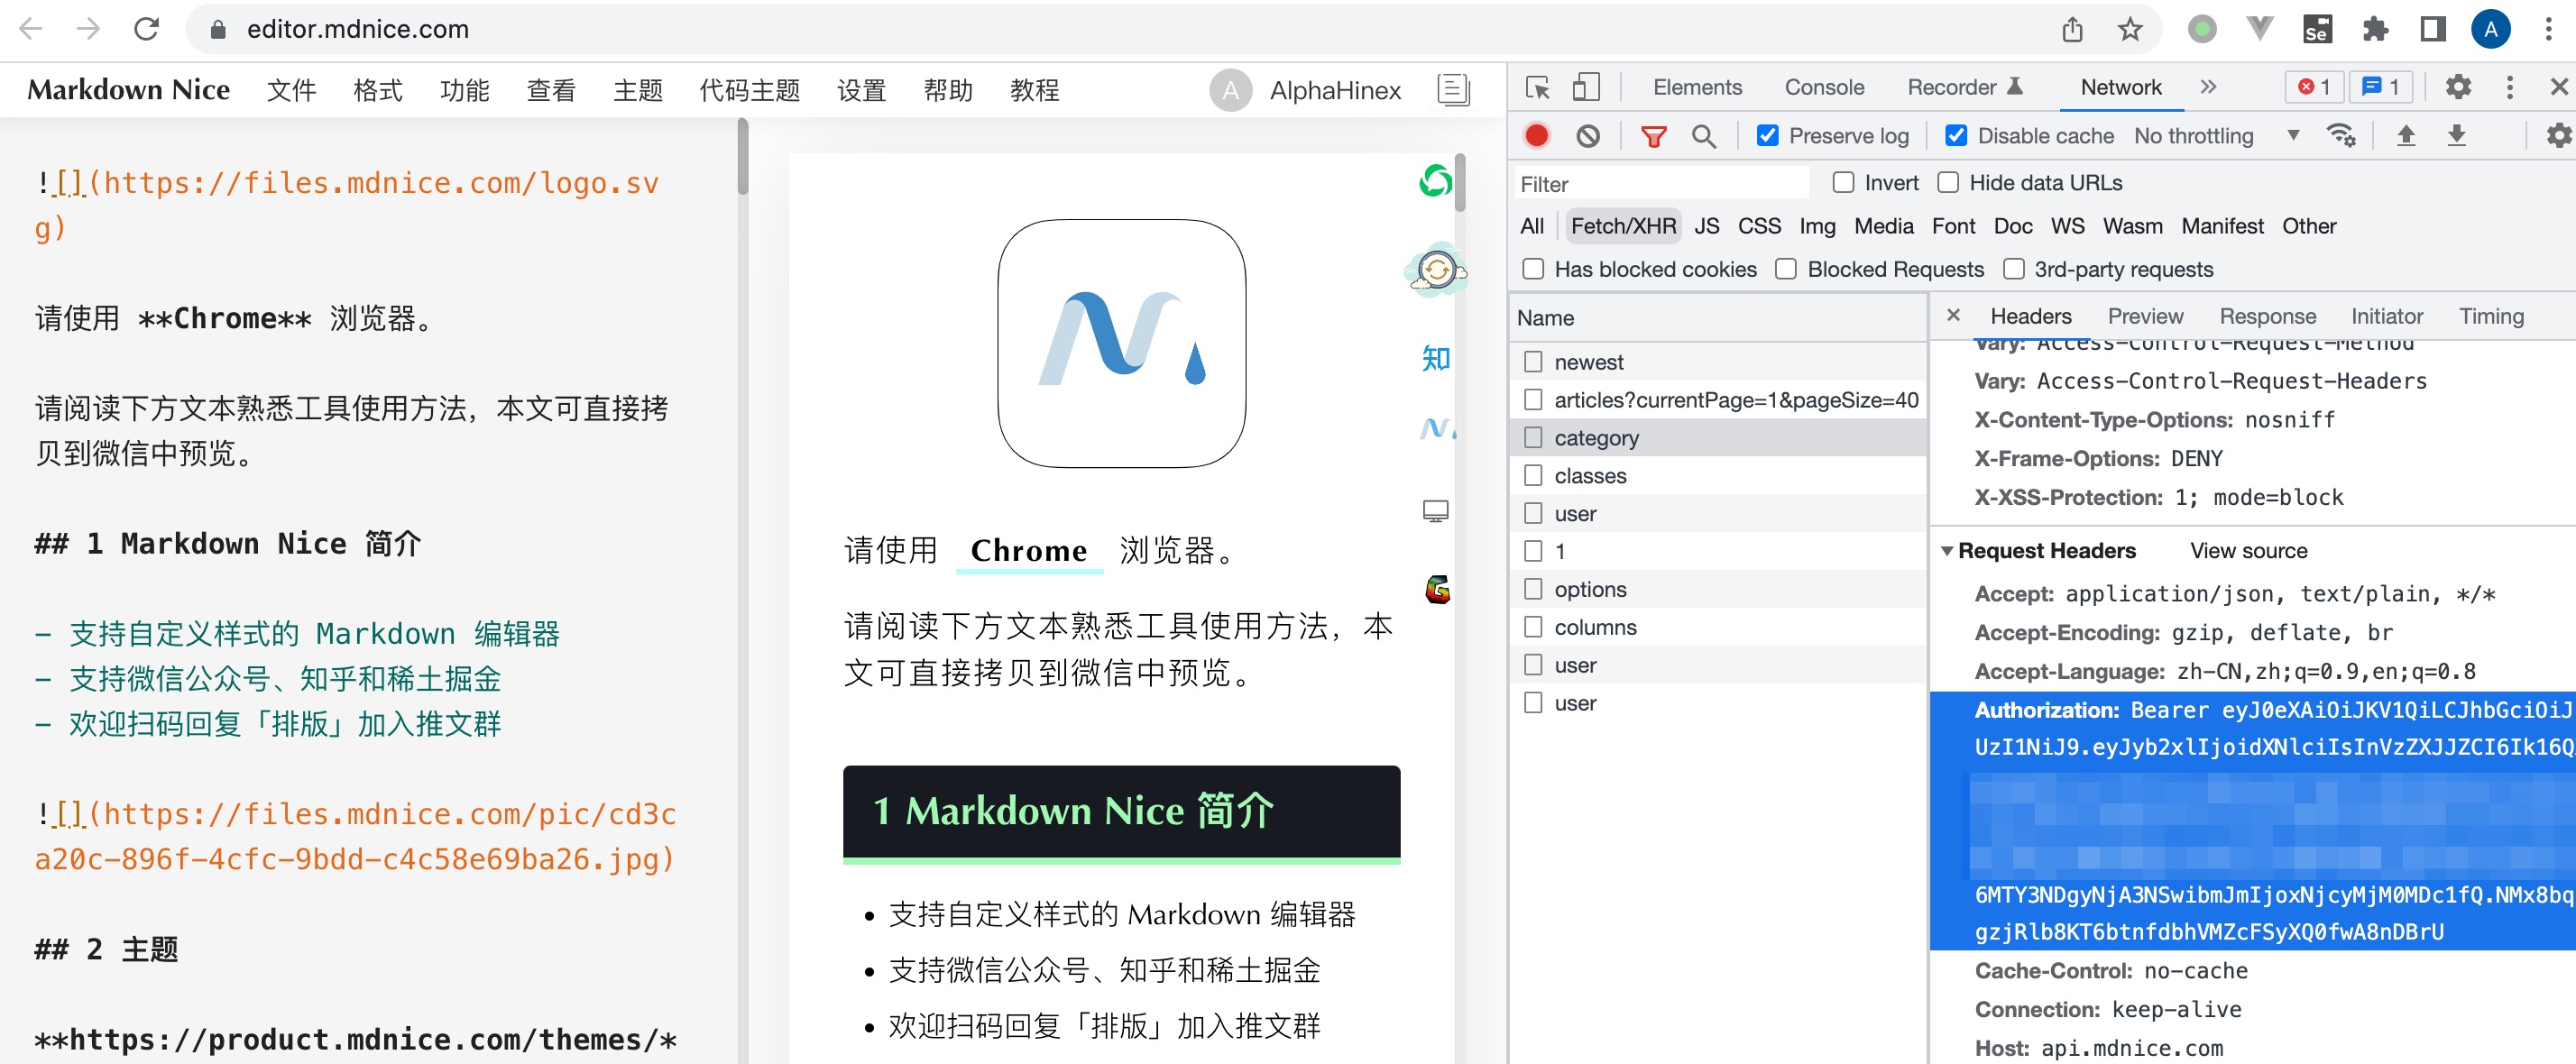 editor.mdnice.com
Se
A
Markdown Nice 文件 格式 功能 查看 主题 代码主题 设置 帮助 教程
A AlphaHinex
![](https://files.mdnice.com/logo.sv
g)
请使用 **Chrome** 浏览器。
请阅读下方文本熟悉工具使用方法，本文可直接拷
贝到微信中预览。
## 1 Markdown Nice 简介
- 支持自定义样式的 Markdown 编辑器
- 支持微信公众号、知乎和稀土掘金
- 欢迎扫码回复「排版」加入推文群
![](https://files.mdnice.com/pic/cd3c
a20c-896f-4cfc-9bdd-c4c58e69ba26.jpg)
## 2 主题
**https://product.mdnice.com/themes/*
请使用 Chrome 浏览器。
请阅读下方文本熟悉工具使用方法，本
文可直接拷贝到微信中预览。
1 Markdown Nice 简介
• 支持自定义样式的 Markdown 编辑器
• 支持微信公众号、知乎和稀土掘金
• 欢迎扫码回复「排版」加入推文群
知
G
Elements Console Recorder Network 1 1
Preserve log Disable cache No throttling
Filter Invert Hide data URLs
All Fetch/XHR JS CSS Img Media Font Doc WS Wasm Manifest Other
Has blocked cookies Blocked Requests 3rd-party requests
Name
newest
articles?currentPage=1&pageSize=40
category
classes
user
1
options
columns
user
user
Headers Preview Response Initiator Timing
Vary: Access-Control-Request-Method
Vary: Access-Control-Request-Headers
X-Content-Type-Options: nosniff
X-Frame-Options: DENY
X-XSS-Protection: 1; mode=block
Request Headers View source
Accept: application/json, text/plain, */*
Accept-Encoding: gzip, deflate, br
Accept-Language: zh-CN,zh;q=0.9,en;q=0.8
Authorization: Bearer eyJ0eXAiOiJKV1QiLCJhbGciOiJ
UzI1NiJ9.eyJyb2xlIjoidXNlciIsInVzZXJJZCI6Ik16Q
6MTY3NDgyNjA3NSwibmJmIjoxNjcyMjM0MDc1fQ.NMx8bq
gzjRlb8KT6btnfdbhVMZcFSyXQ0fwA8nDBrU
Cache-Control: no-cache
Connection: keep-alive
Host: api.mdnice.com